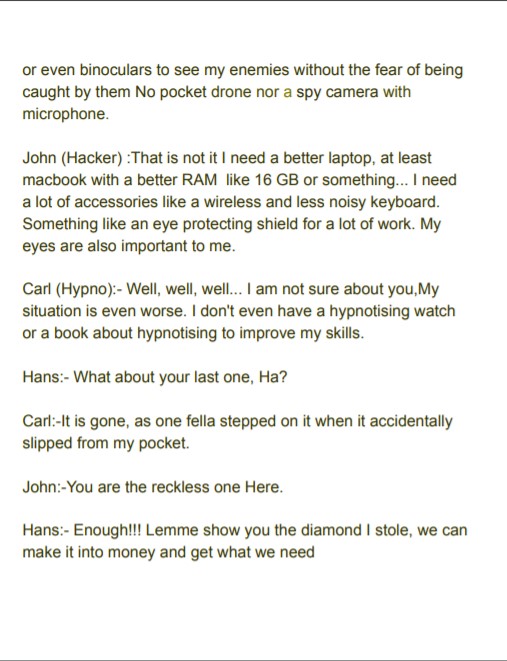 or even binoculars to see my enemies without the fear of being
caught by them No pocket drone nor a spy camera with
microphone.
John (Hacker) :That is not it I need a better laptop, at least
macbook with a better RAM  like 16 GB or something... I need
a lot of accessories like a wireless and less noisy keyboard.
Something like an eye protecting shield for a lot of work. My
eyes are also important to me.
Carl (Hypno):- Well, well, well... I am not sure about you,My
situation is even worse. I don't even have a hypnotising watch
or a book about hypnotising to improve my skills.
Hans:- What about your last one, Ha?
Carl:-It is gone, as one fella stepped on it when it accidentally
slipped from my pocket.
John:-You are the reckless one Here.
Hans:- Enough!!! Lemme show you the diamond I stole, we can
make it into money and get what we need